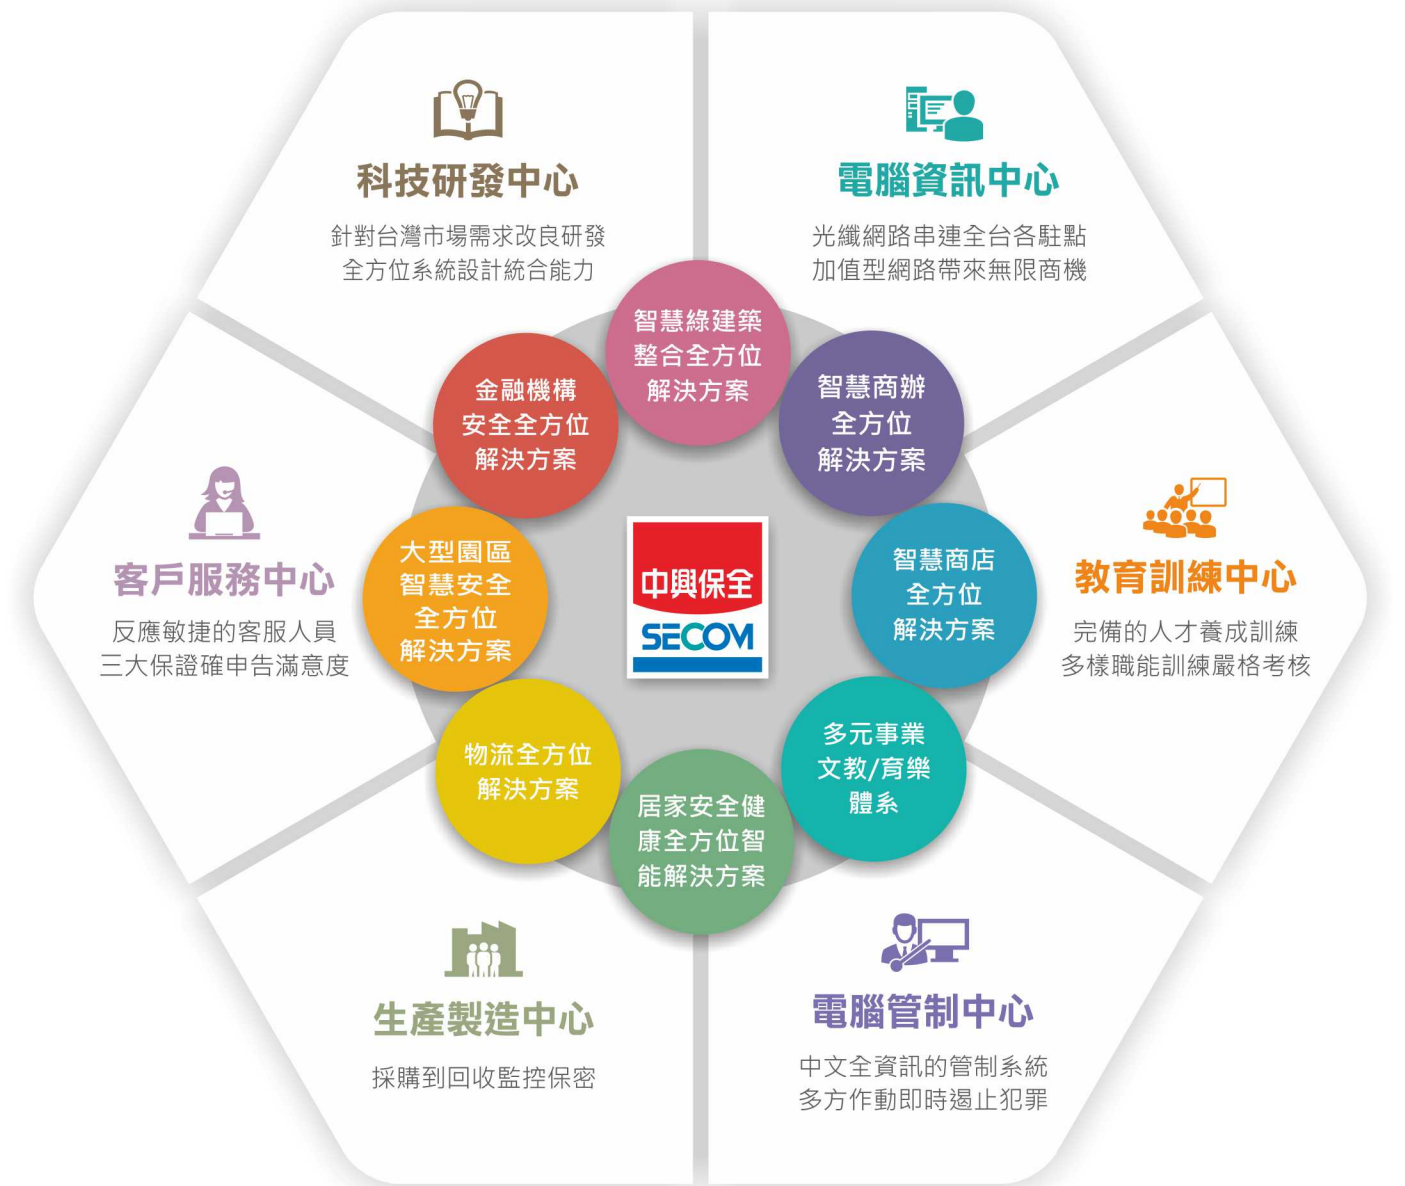 科技研發中心
針對台灣市場需求改良研發
全方位系統設計統合能力
電腦資訊中心
光纖網路串連全台各駐點
加值型網路帶來無限商機
智慧綠建築
整合全方位
解決方案
金融機構
安全全方位
解決方案
智慧商辦
全方位
解決方案
客戶服務中心
反應敏捷的客服人員
三大保證確申告滿意度
大型園區
智慧安全
全方位
解決方案
中興保全
SECOM
智慧商店
全方位
解決方案
教育訓練中心
完備的人才養成訓練
多樣職能訓練嚴格考核
物流全方位
解決方案
居家安全健
康全方位智
能解決方案
多元事業
文教/育樂
體系
生產製造中心
採購到回收監控保密
電腦管制中心
中文全資訊的管制系統
多方作動即時遏止犯罪